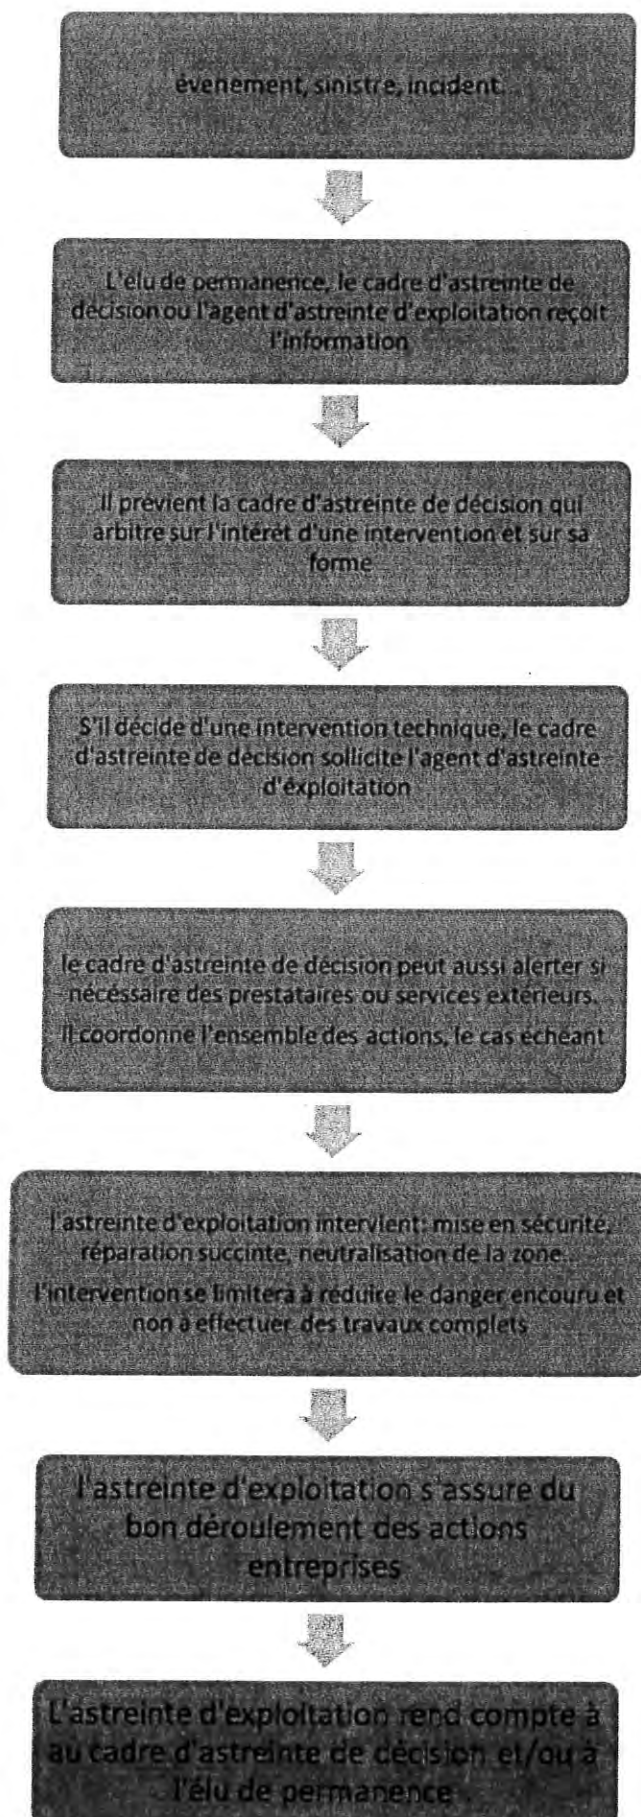 évenement, sinistre, incident...
L'élu de permanence, le cadre d'astreinte de
décision ou l'agent d'astreinte d'exploitation reçoit
l'information
Il prévient la cadre d'astreinte de décision qui
arbitre sur l'intérêt d'une intervention et sur sa
forme
S'il décide d'une intervention technique, le cadre
d'astreinte de décision sollicite l'agent d'astreinte
d'éxploitation
le cadre d'astreinte de décision peut aussi alerter si
nécessaire des prestataires ou services extérieurs.
Il coordonne l'ensemble des actions, le cas échéant
l'astreinte d'exploitation intervient: mise en sécurité,
réparation succinte, neutralisation de la zone...
l'intervention se limitera à réduire le danger encouru et
non à effectuer des travaux complets
l'astreinte d'exploitation s'assure du
bon déroulement des actions
entreprises
L'astreinte d'exploitation rend compte à
au cadre d'astreinte de décision et/ou à
l'élu de permanence